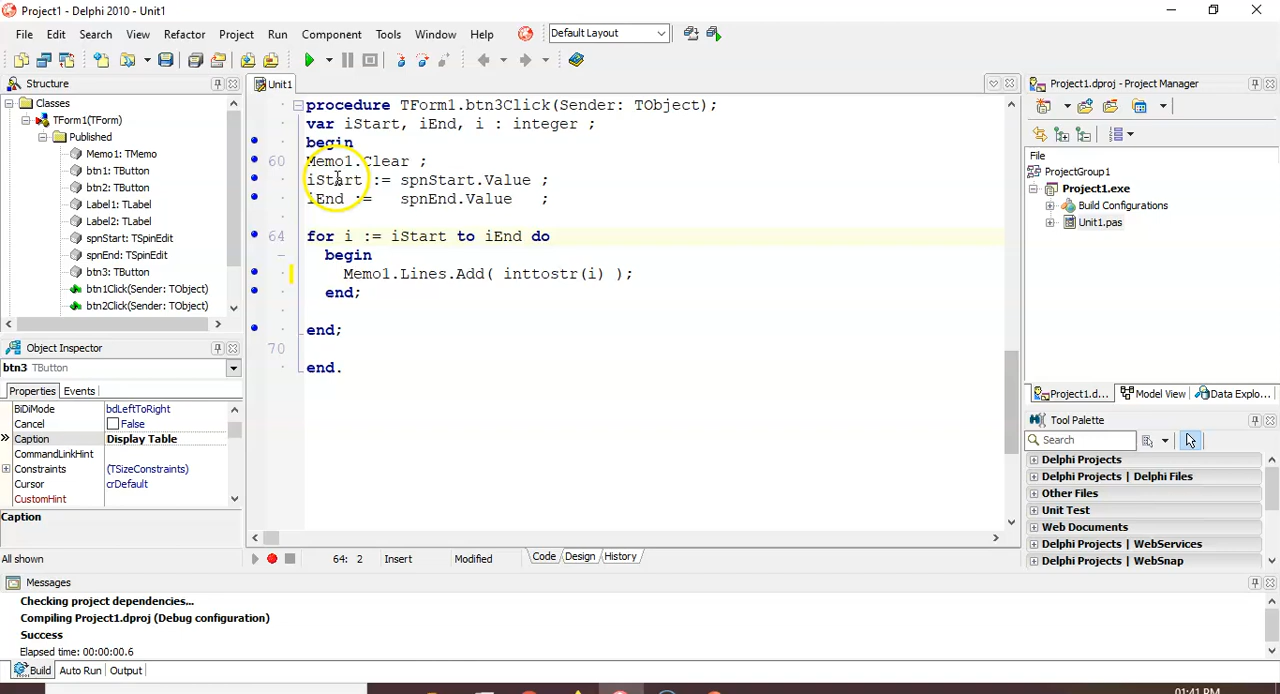 Project1 - Delphi 2010 - Unit1
File Edit Search View Refactor Project Run Component Tools Window Help Default Layout
Structure
Classes
TForm1(TForm)
Published
Memo1: TMemo
btn1: TButton
btn2: TButton
Label1: TLabel
Label2: TLabel
spnStart: TSpinEdit
spnEnd: TSpinEdit
btn3: TButton
btn1Click(Sender: TObject)
btn2Click(Sender: TObject)
Object Inspector
btn3 TButton
Properties Events
BiDiMode bdLeftToRight
Cancel False
Caption Display Table
CommandLinkHint
Constraints (TSizeConstraints)
Cursor crDefault
CustomHint
Caption
All shown
Unit1
procedure TForm1.btn3Click(Sender: TObject);
var iStart, iEnd, i : integer ;
begin
60 Memo1.Clear ;
iStart := spnStart.Value ;
iEnd := spnEnd.Value ;
64 for i := iStart to iEnd do
begin
Memo1.Lines.Add( inttostr(i) );
end;
end;
70
end.
64: 2 Insert Modified Code Design History
Project1.dproj - Project Manager
File
ProjectGroup1
Project1.exe
Build Configurations
Unit1.pas
Project1.d... Model View Data Explo...
Tool Palette
Search
Delphi Projects
Delphi Projects | Delphi Files
Other Files
Unit Test
Web Documents
Delphi Projects | WebServices
Delphi Projects | WebSnap
Messages
Checking project dependencies...
Compiling Project1.dproj (Debug configuration)
Success
Elapsed time: 00:00:00.6
Build Auto Run Output
01:41 PM